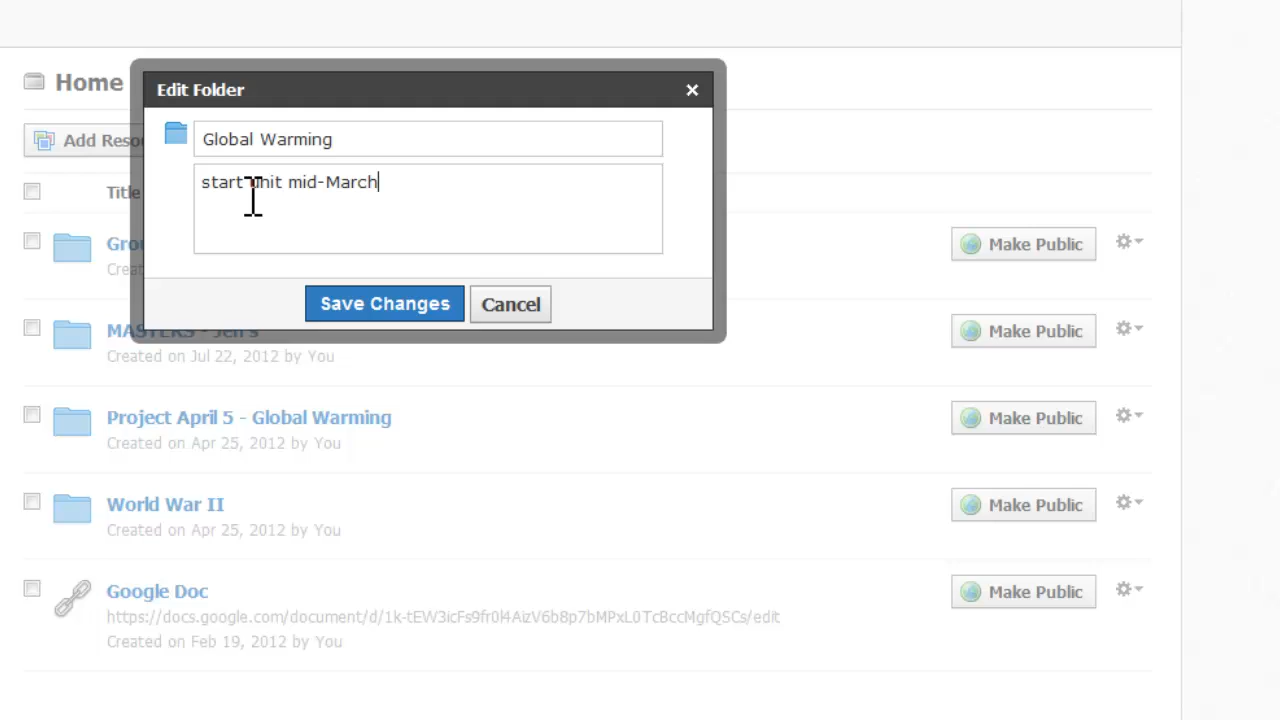 Home
Edit Folder
Global Warming
start unit mid-March
Save Changes
Cancel
Title
Make Public
MASTERS - Jen's
Created on Jul 22, 2012 by You
Make Public
Project April 5 - Global Warming
Created on Apr 25, 2012 by You
Make Public
World War II
Created on Apr 25, 2012 by You
Make Public
Google Doc
https://docs.google.com/document/d/1k-tEW3icFs9fr0l4AizV6b8p7bMPxL0TcBccMgfQSCs/edit
Created on Feb 19, 2012 by You
Make Public